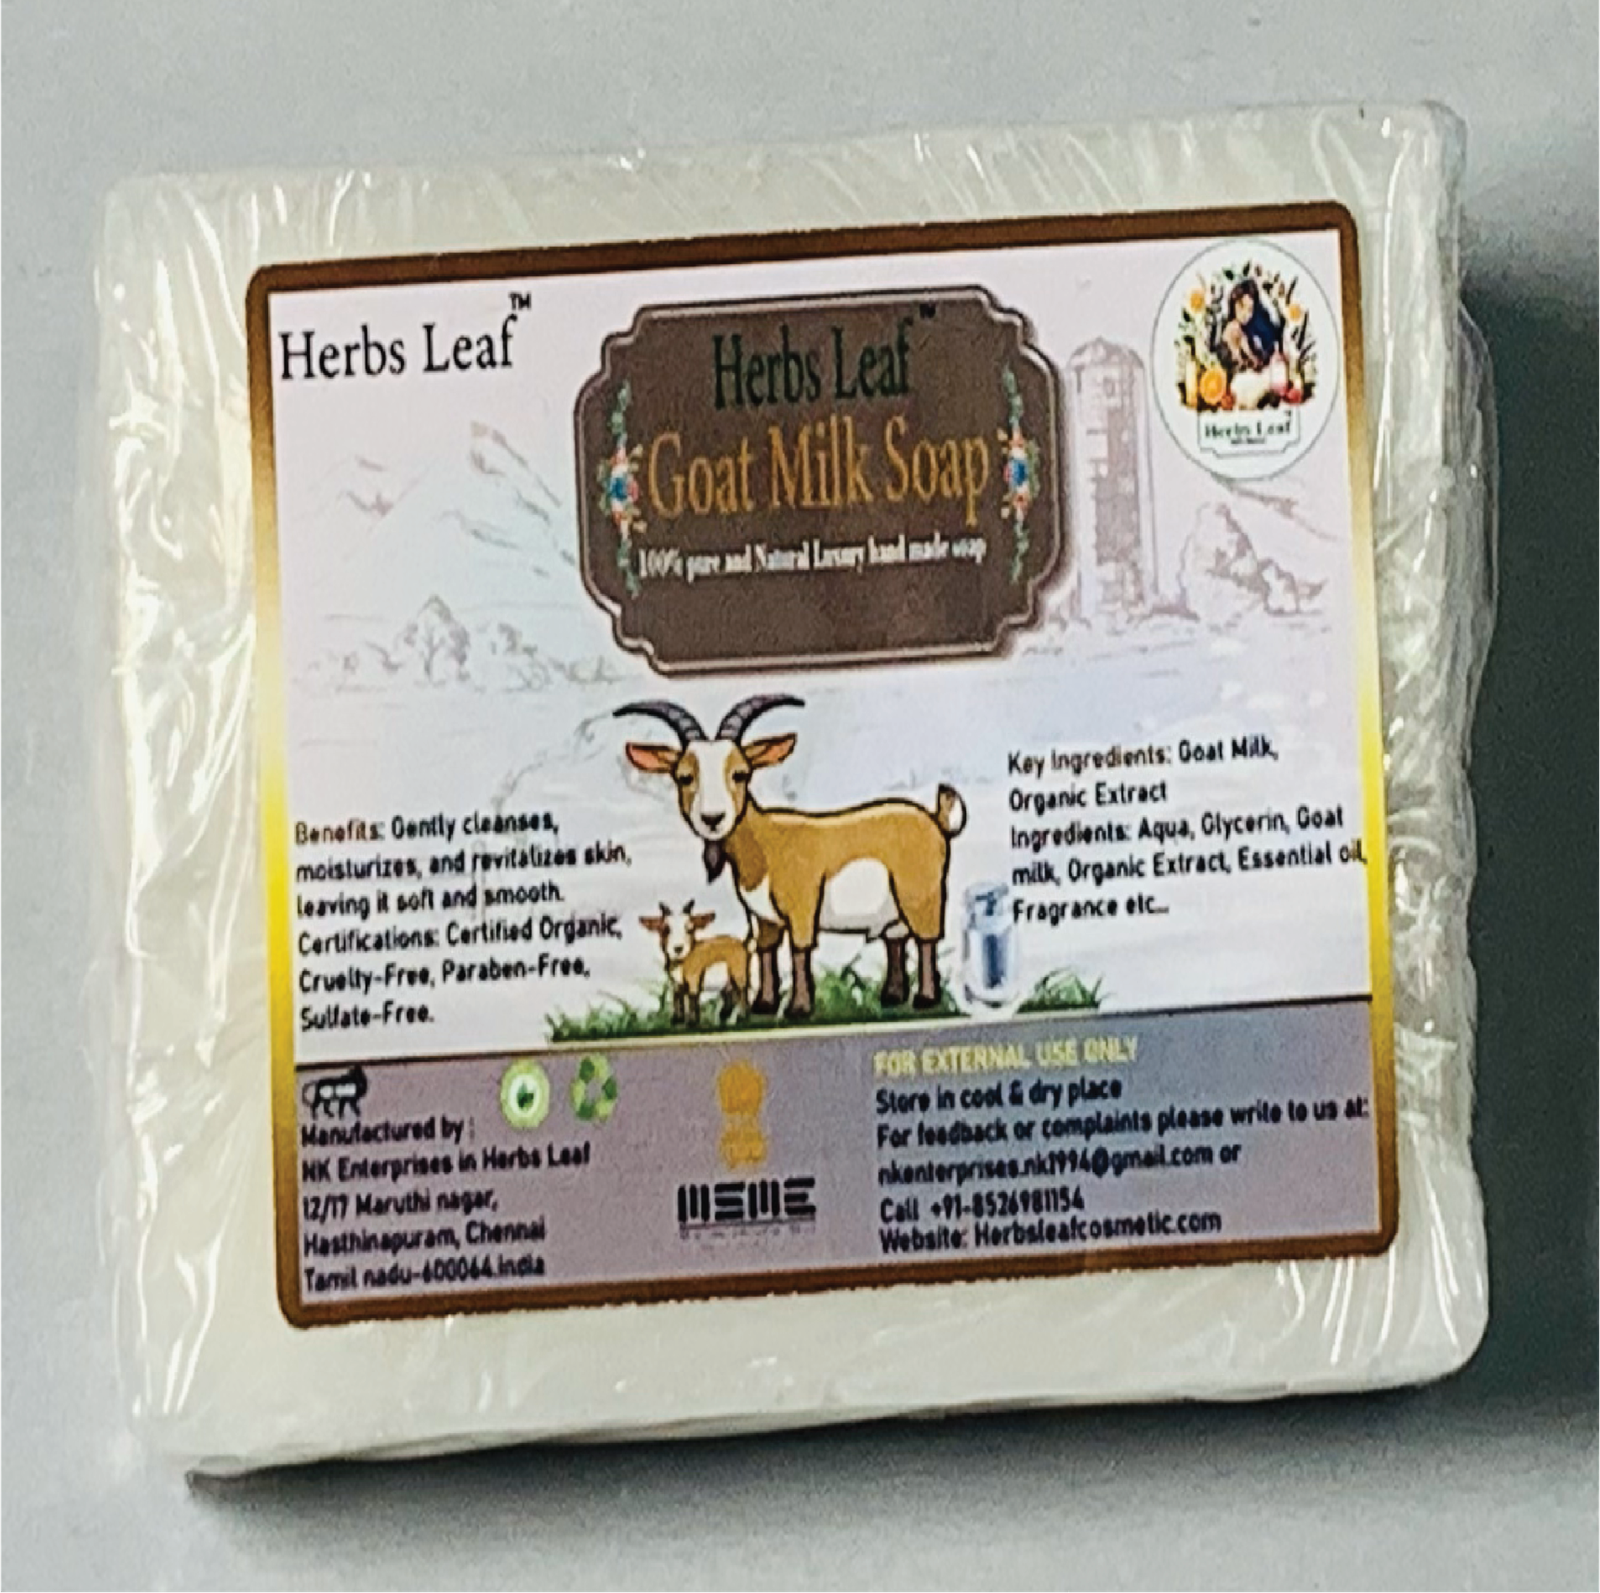 Herbs Leaf™
Herbs Leaf™
Goat Milk Soap
100% pure and Natural Luxury hand made soap
Herbs Leaf
Benefits: Gently cleanses,
moisturizes, and revitalizes skin,
leaving it soft and smooth.
Certifications: Certified Organic,
Cruelty-Free, Paraben-Free,
Sulfate-Free.
Key Ingredients: Goat Milk,
Organic Extract
Ingredients: Aqua, Glycerin, Goat
milk, Organic Extract, Essential oil,
Fragrance etc...
Manufactured by :
NK Enterprises in Herbs Leaf
12/17 Maruthi nagar,
Hasthinapuram, Chennai
Tamil nadu-600064.india
MSME
FOR EXTERNAL USE ONLY
Store in cool & dry place
For feedback or complaints please write to us at:
nkenterprises.nk1994@gmail.com or
Call +91-8526981154
Website: Herbsleafcosmetic.com